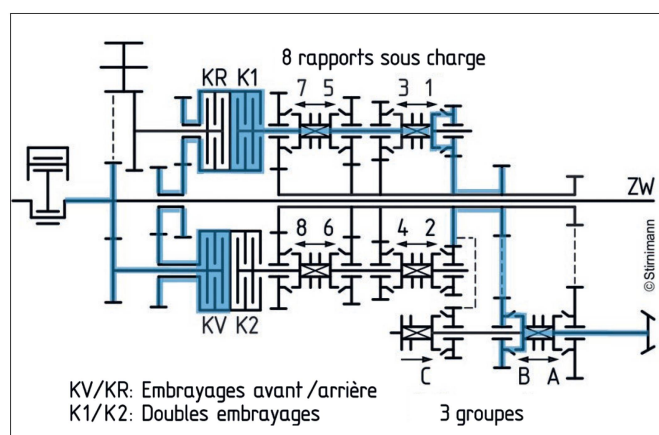 8 rapports sous charge
KR K1
7 5
3 1
ZW
8 6
4 2
KV K2
C
B A
©Stirnimann
KV/KR: Embrayages avant/arrière
K1/K2: Doubles embrayages
3 groupes